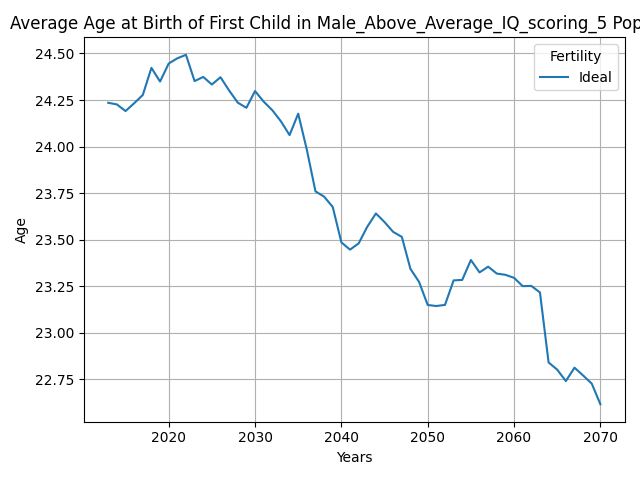 Average Age at Birth of First Child in Male_Above_Average_IQ_scoring_5 Pop
Fertility
Ideal
24.50
24.25
24.00
23.75
23.50
23.25
23.00
22.75
Age
2020 2030 2040 2050 2060 2070
Years